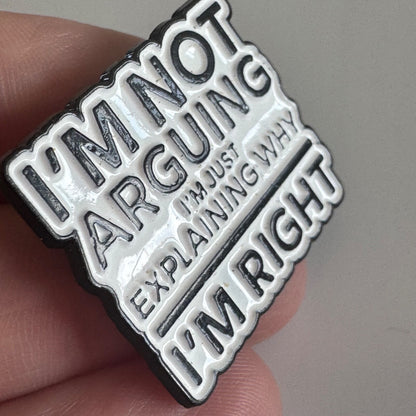 I'M NOT
ARGUING
I'M JUST
EXPLAINING WHY
I'M RIGHT